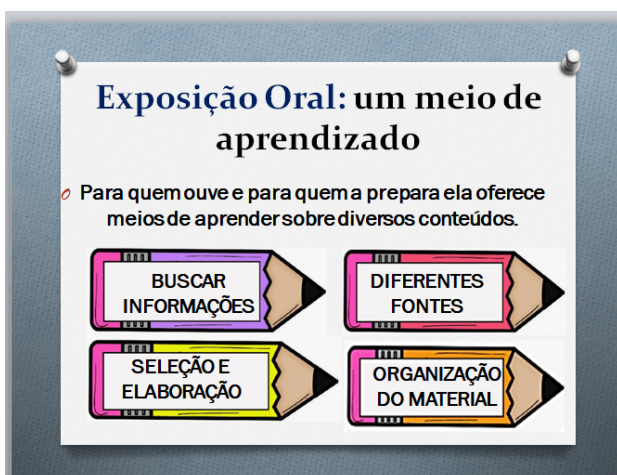 Exposição Oral: um meio de
aprendizado
Para quem ouve e para quem a prepara ela oferece
meios de aprender sobre diversos conteúdos.
BUSCAR
INFORMAÇÕES
DIFERENTES
FONTES
SELEÇÃO E
ELABORAÇÃO
ORGANIZAÇÃO
DO MATERIAL